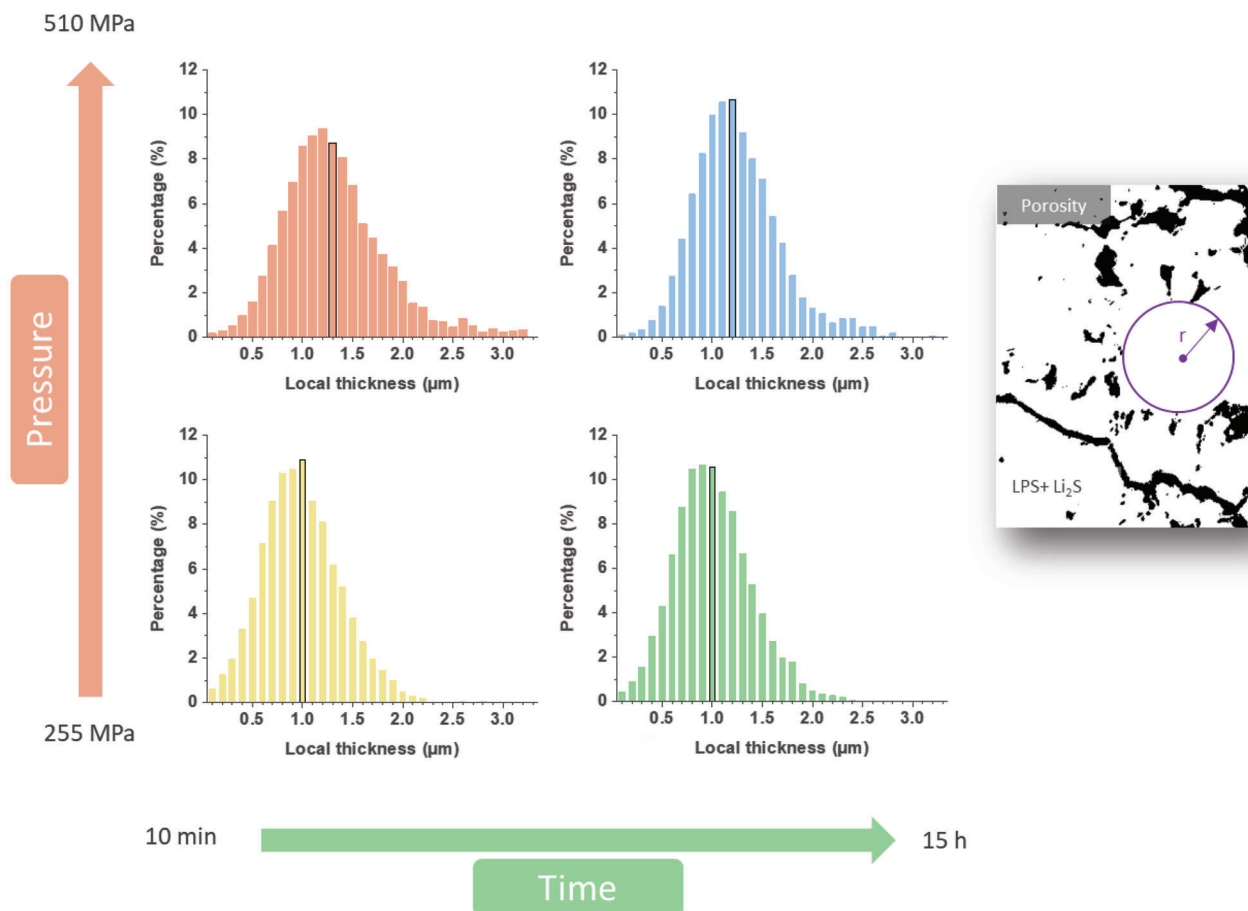 510 MPa
Pressure
255 MPa
12
10
8
6
4
2
0
Percentage (%)
0.5 1.0 1.5 2.0 2.5 3.0
Local thickness (µm)
12
10
8
6
4
2
0
Percentage (%)
0.5 1.0 1.5 2.0 2.5 3.0
Local thickness (µm)
Porosity
r
LPS+ Li₂S
12
10
8
6
4
2
0
Percentage (%)
0.5 1.0 1.5 2.0 2.5 3.0
Local thickness (µm)
12
10
8
6
4
2
0
Percentage (%)
0.5 1.0 1.5 2.0 2.5 3.0
Local thickness (µm)
10 min
15 h
Time